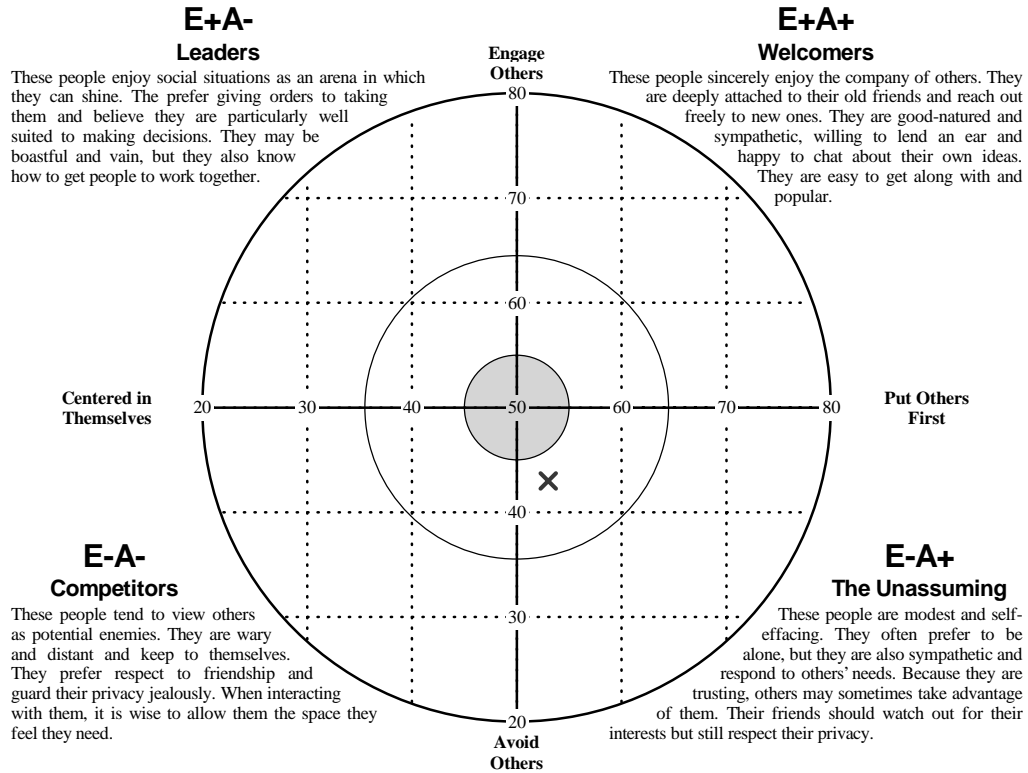 E+A-
Leaders
These people enjoy social situations as an arena in which
they can shine. The prefer giving orders to taking
them and believe they are particularly well
suited to making decisions. They may be
boastful and vain, but they also know
how to get people to work together.
E+A+
Welcomers
These people sincerely enjoy the company of others. They
are deeply attached to their old friends and reach out
freely to new ones. They are good-natured and
sympathetic, willing to lend an ear and
happy to chat about their own ideas.
They are easy to get along with and
popular.
Engage
Others
80
70
60
Centered in
Themselves
20 30 40 50 60 70 80
Put Others
First
40
30
20
Avoid
Others
E-A-
Competitors
These people tend to view others
as potential enemies. They are wary
and distant and keep to themselves.
They prefer respect to friendship and
guard their privacy jealously. When interacting
with them, it is wise to allow them the space they
feel they need.
E-A+
The Unassuming
These people are modest and self-
effacing. They often prefer to be
alone, but they are also sympathetic and
respond to others' needs. Because they are
trusting, others may sometimes take advantage
of them. Their friends should watch out for their
interests but still respect their privacy.